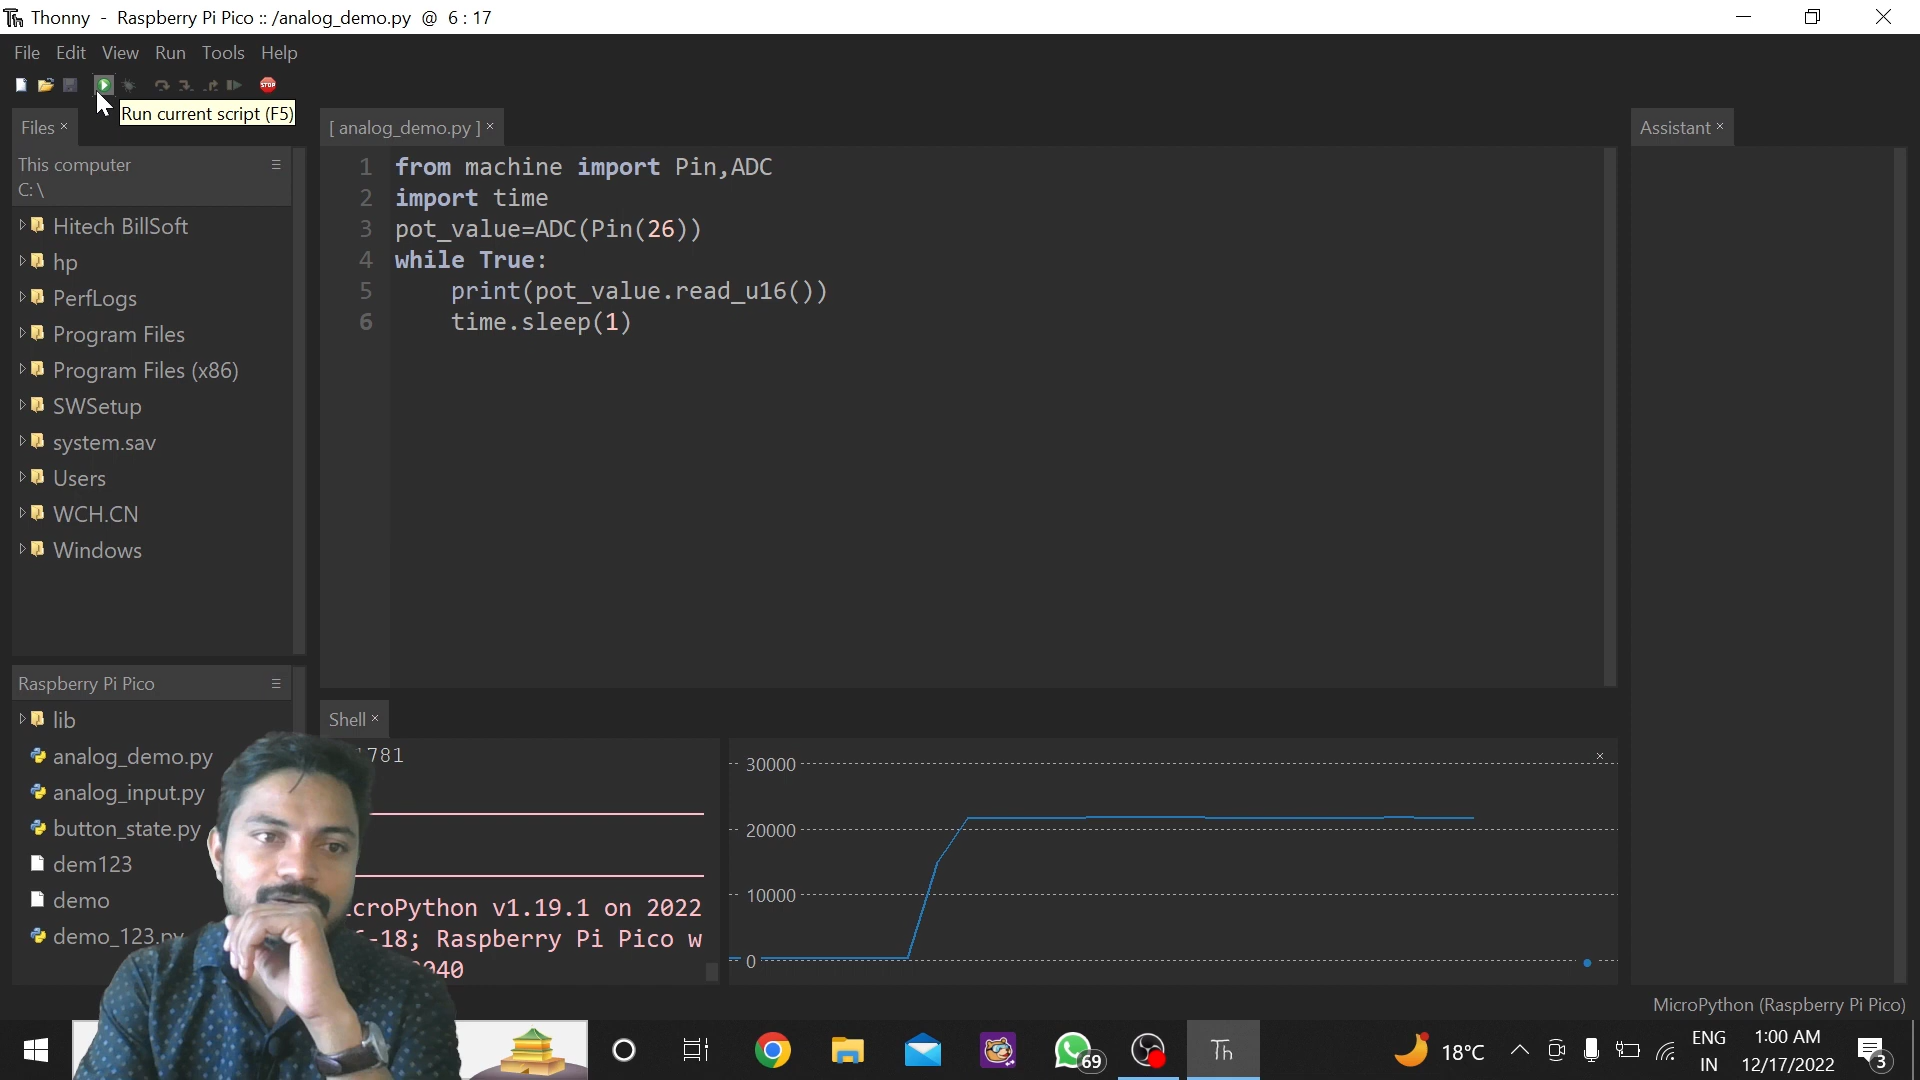 Thonny - Raspberry Pi Pico :: /analog_demo.py @ 6 : 17
File Edit View Run Tools Help
STOP
Run current script (F5)
Files ×
This computer
C:\
Hitech BillSoft
hp
PerfLogs
Program Files
Program Files (x86)
SWSetup
system.sav
Users
WCH.CN
Windows
Raspberry Pi Pico
lib
analog_demo.py
analog_input.py
button_state.py
dem123
demo
demo_123.py
[ analog_demo.py ] ×
1 from machine import Pin,ADC
2 import time
3 pot_value=ADC(Pin(26))
4 while True:
5 print(pot_value.read_u16())
6 time.sleep(1)
Shell ×
781
croPython v1.19.1 on 2022
-18; Raspberry Pi Pico w
040
30000
20000
10000
0
Assistant ×
MicroPython (Raspberry Pi Pico)
69
Th
18°C
ENG
IN
1:00 AM
12/17/2022
3